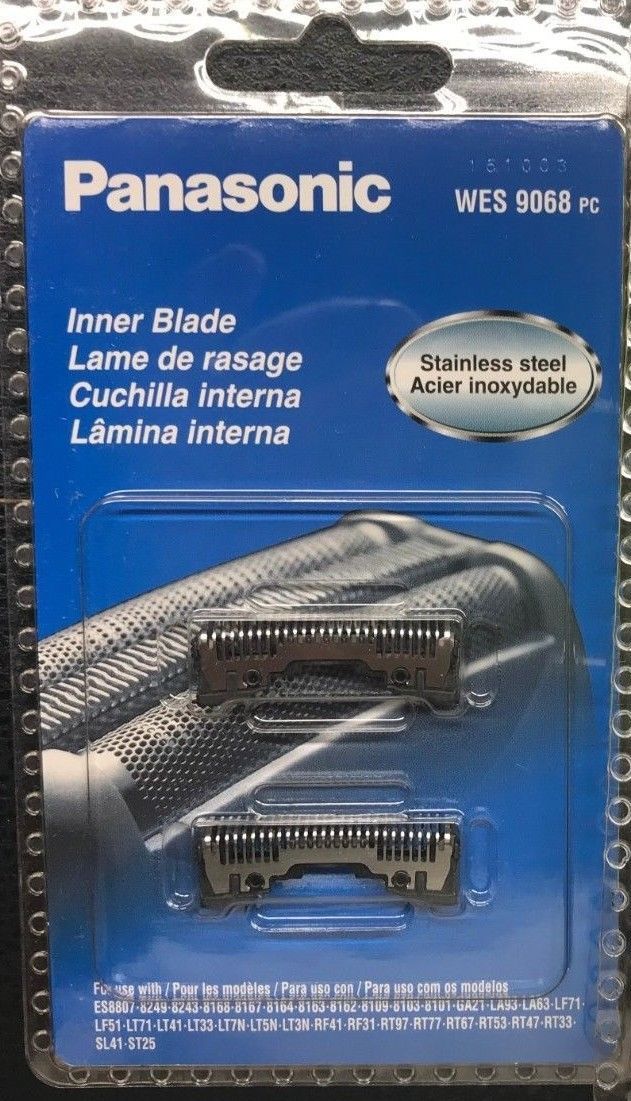 161003
Panasonic
WES 9068 PC
Inner Blade
Lame de rasage
Cuchilla interna
Lâmina interna
Stainless steel
Acier inoxydable
For use with / Pour les modèles / Para uso con / Para uso com os modelos
ES8807·8249·8243·8168·8167·8164·8163·8162·8109·8103·8101·GA21·LA93·LA63·LF71·
LF51·LT71·LT41·LT33·LT7N·LT5N·LT3N·RF41·RF31·RT97·RT77·RT67·RT53·RT47·RT33·
SL41·ST25